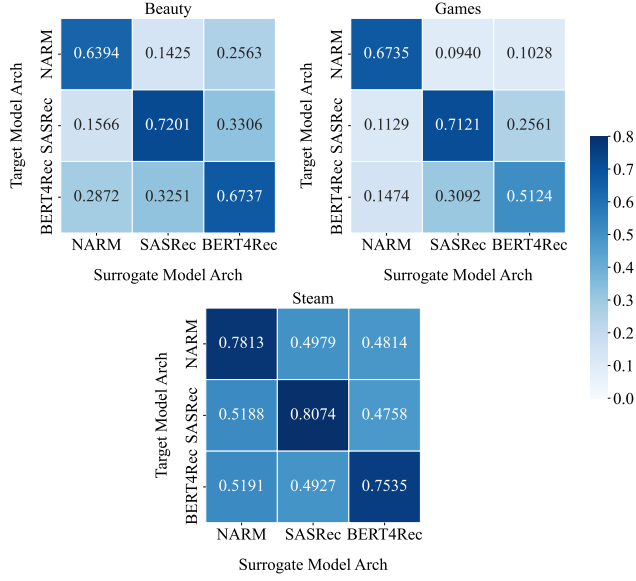 Beauty
Target Model Arch
NARM
SASRec
BERT4Rec
0.6394 0.1425 0.2563
0.1566 0.7201 0.3306
0.2872 0.3251 0.6737
NARM SASRec BERT4Rec
Surrogate Model Arch
Games
Target Model Arch
NARM
SASRec
BERT4Rec
0.6735 0.0940 0.1028
0.1129 0.7121 0.2561
0.1474 0.3092 0.5124
NARM SASRec BERT4Rec
Surrogate Model Arch
0.8
0.7
0.6
0.5
0.4
0.3
0.2
0.1
0.0
Steam
Target Model Arch
NARM
SASRec
BERT4Rec
0.7813 0.4979 0.4814
0.5188 0.8074 0.4758
0.5191 0.4927 0.7535
NARM SASRec BERT4Rec
Surrogate Model Arch